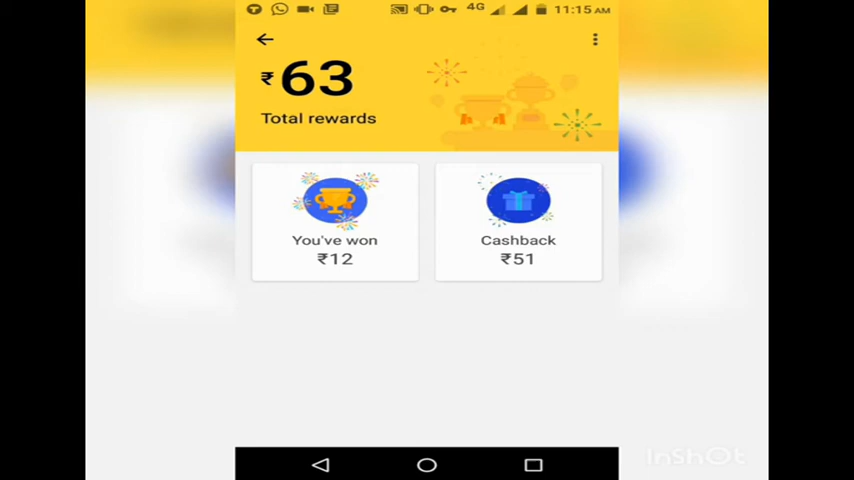 4G 11:15 AM
₹63
Total rewards
You've won
₹12
Cashback
₹51
InShOt